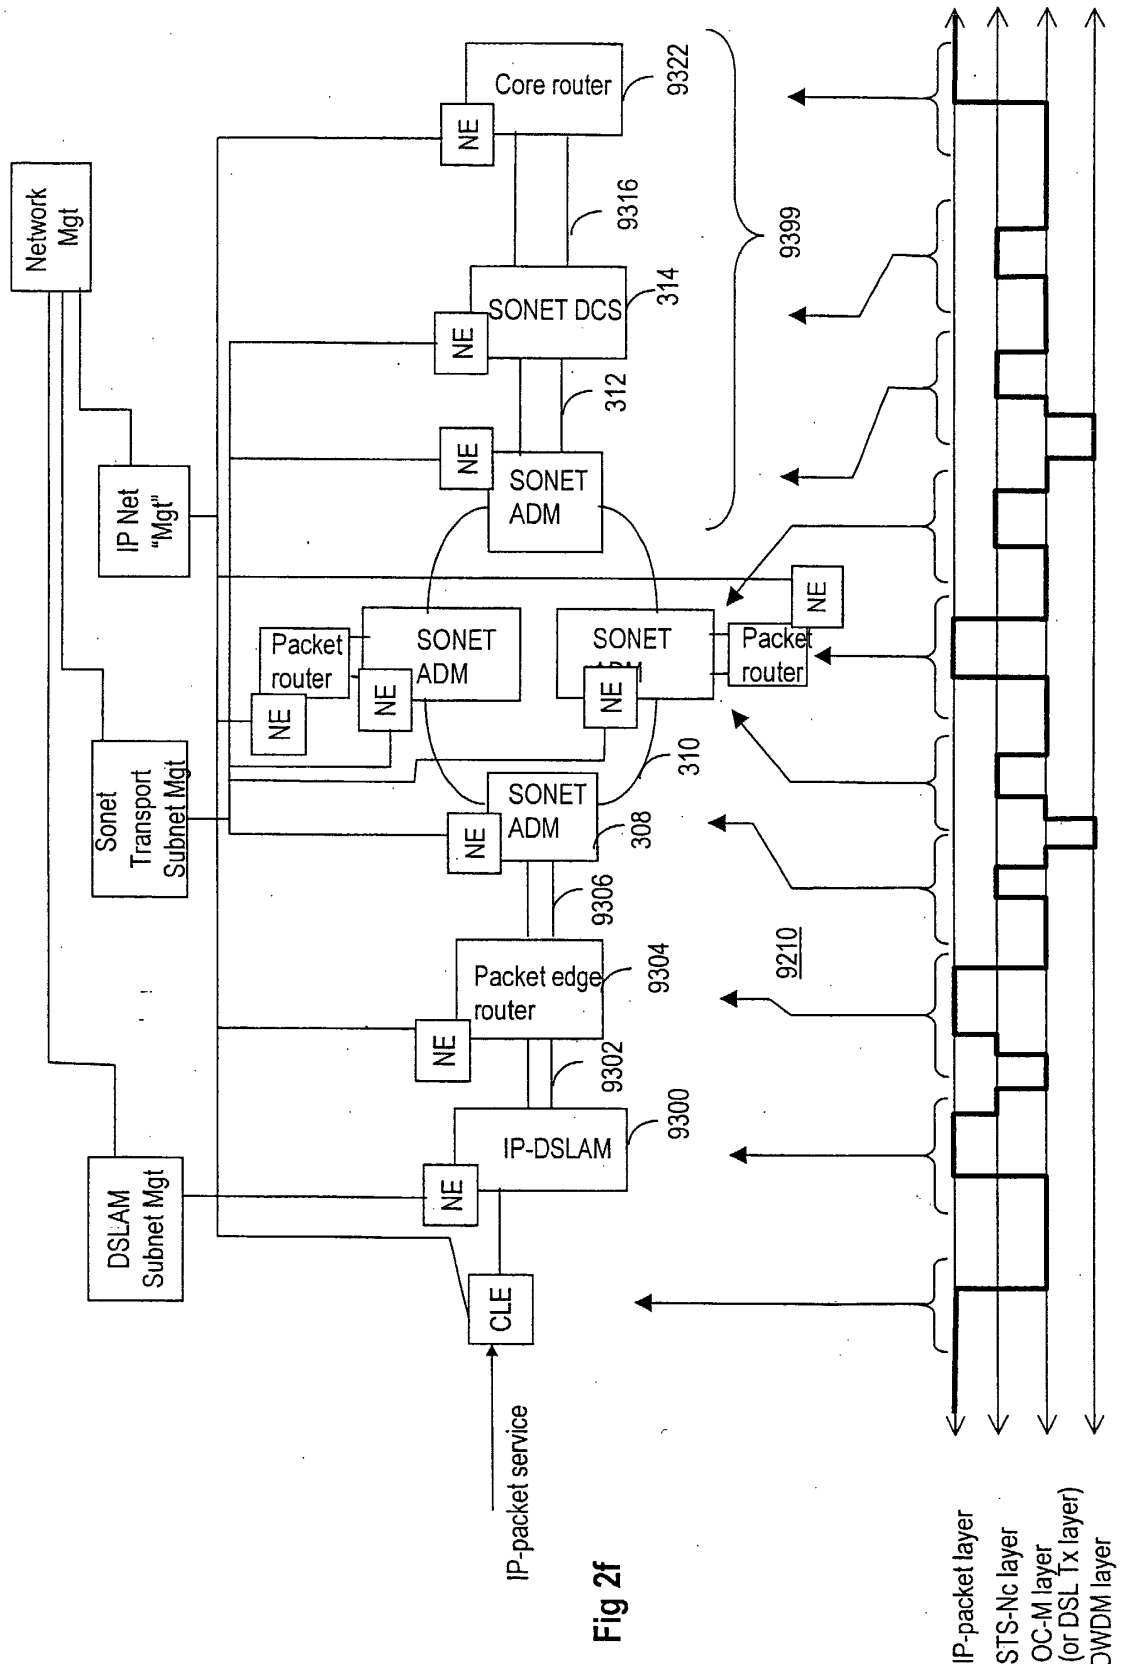 Network
Mgt
DSLAM
Subnet Mgt
Sonet
Transport
Subnet Mgt
IP Net
"Mgt"
IP-packet service
CLE
NE
IP-DSLAM
9300
9302
NE
Packet edge
router
9304
9306
NE
SONET
ADM
308
310
NE
Packet
router
NE
SONET
ADM
SONET
ADM
NE
Packet
router
NE
NE
SONET
ADM
312
NE
SONET DCS
314
9316
NE
Core router
9322
9399
9210
Fig 2f
IP-packet layer
STS-Nc layer
OC-M layer
(or DSL Tx layer)
DWDM layer